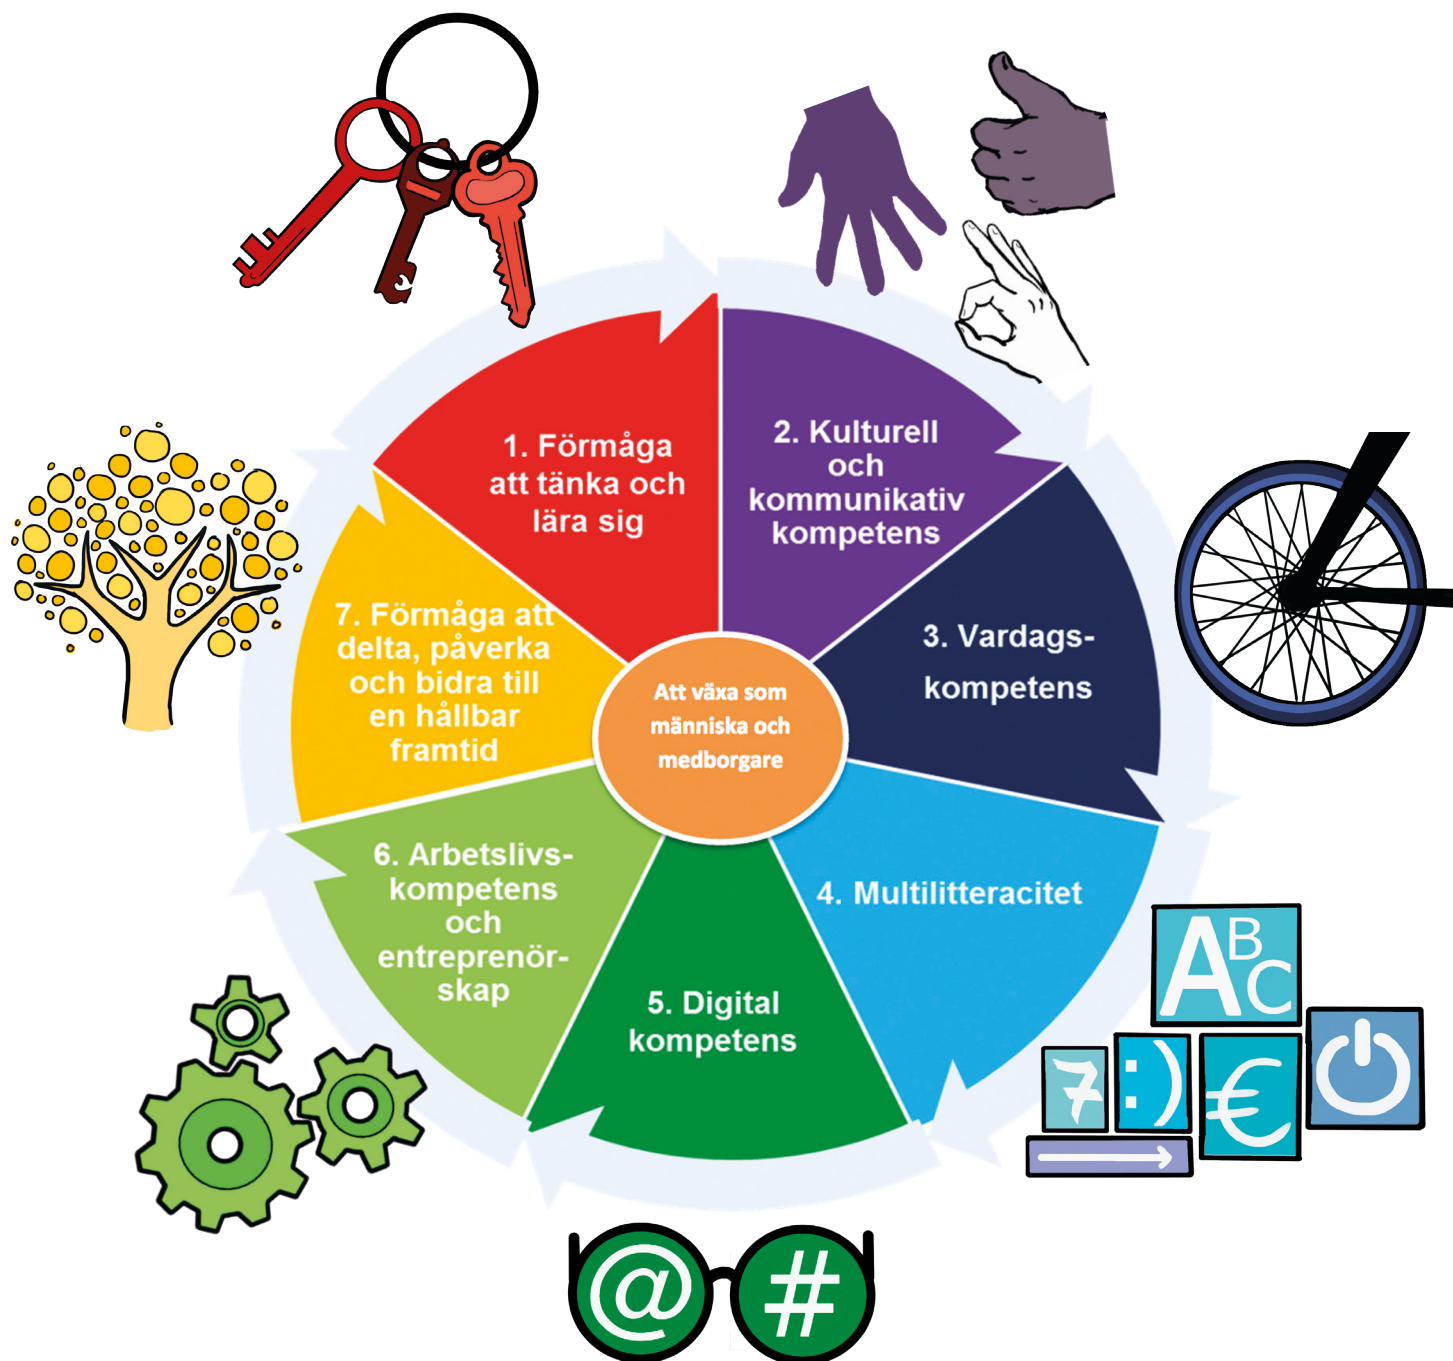 1. Förmåga
att tänka och
lära sig
2. Kulturell
och
kommunikativ
kompetens
3. Vardags-
kompetens
4. Multilitteracitet
5. Digital
kompetens
6. Arbetslivs-
kompetens
och
entreprenör-
skap
7. Förmåga att
delta, påverka
och bidra till
en hållbar
framtid
Att växa som
människa och
medborgare
A B C
7 :) €
@ #